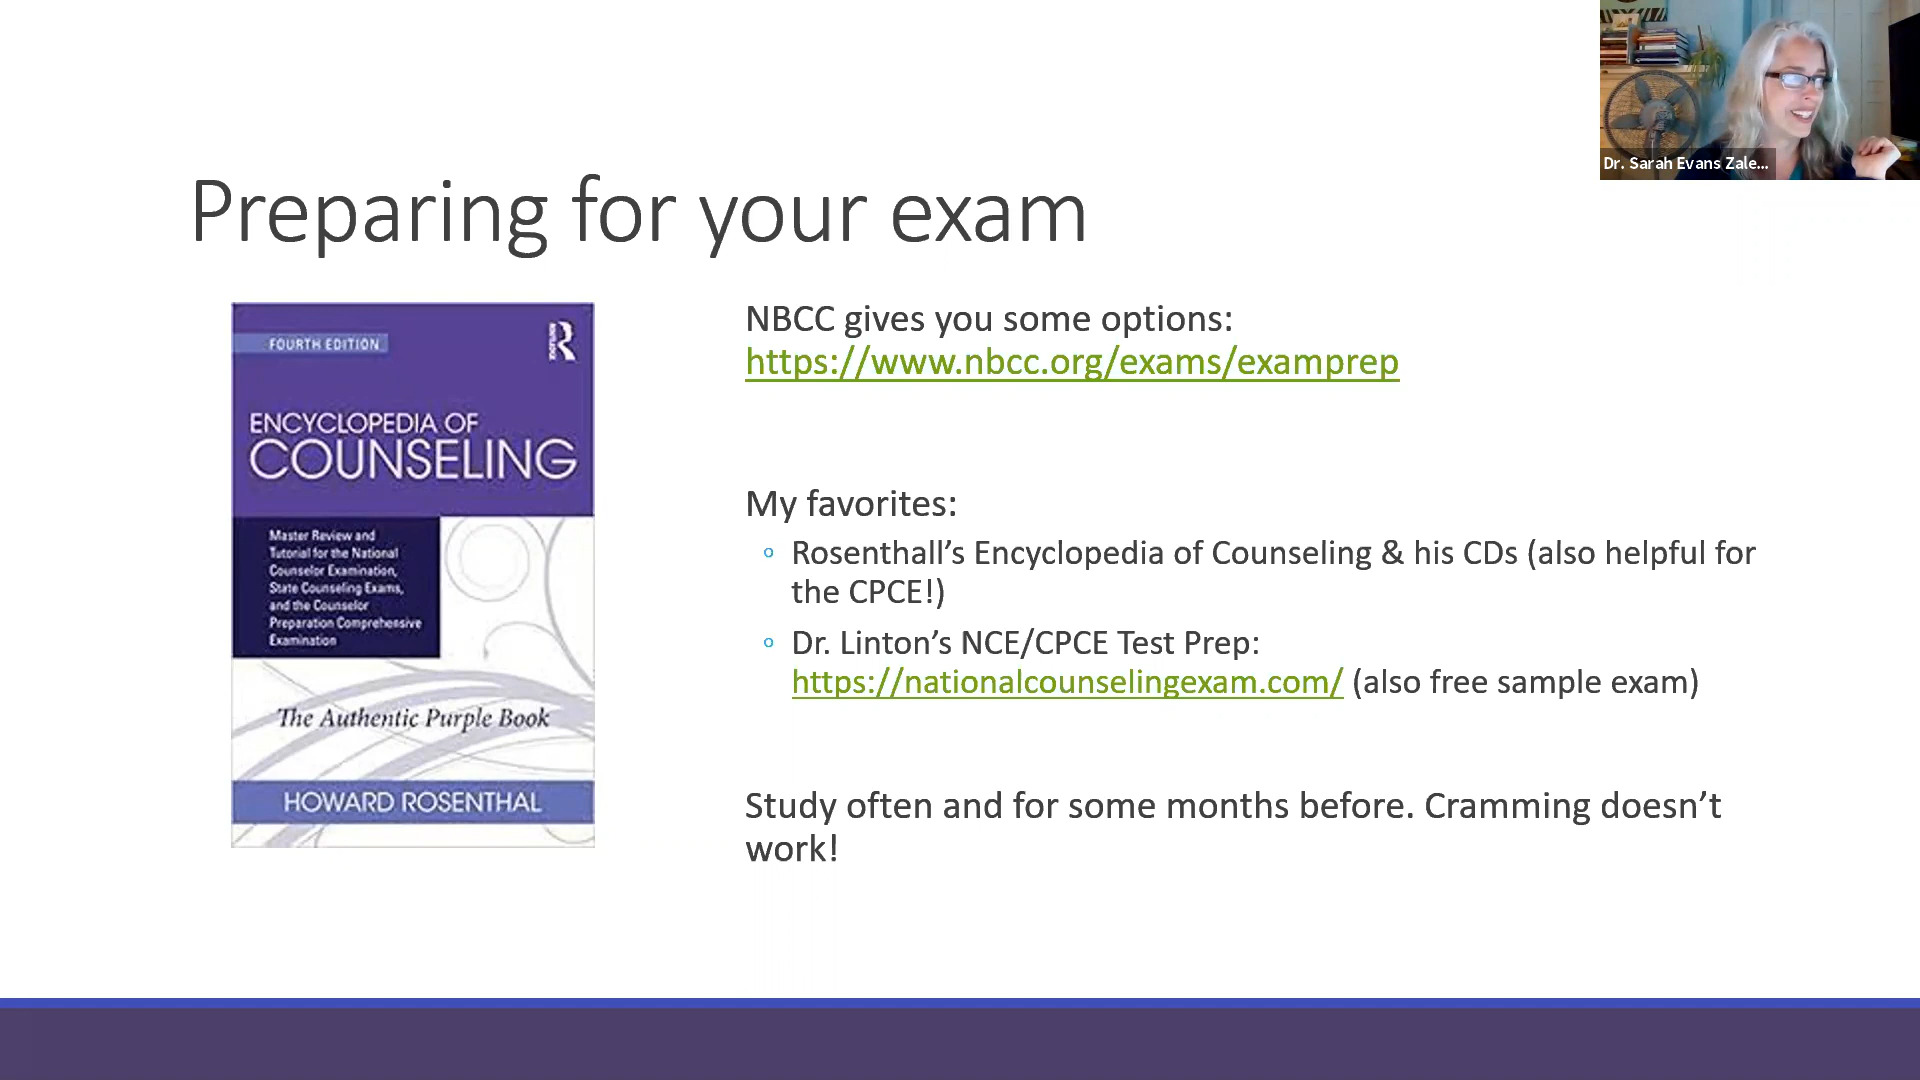 Dr. Sarah Evans Zale...
Preparing for your exam
FOURTH EDITION
ROUTLEDGE
ENCYCLOPEDIA OF
COUNSELING
Master Review and
Tutorial for the National
Counselor Examination,
State Counseling Exams,
and the Counselor
Preparation Comprehensive
Examination
The Authentic Purple Book
HOWARD ROSENTHAL
NBCC gives you some options:
https://www.nbcc.org/exams/examprep
My favorites:
Rosenthall’s Encyclopedia of Counseling & his CDs (also helpful for
the CPCE!)
Dr. Linton’s NCE/CPCE Test Prep:
https://nationalcounselingexam.com/ (also free sample exam)
Study often and for some months before. Cramming doesn’t
work!